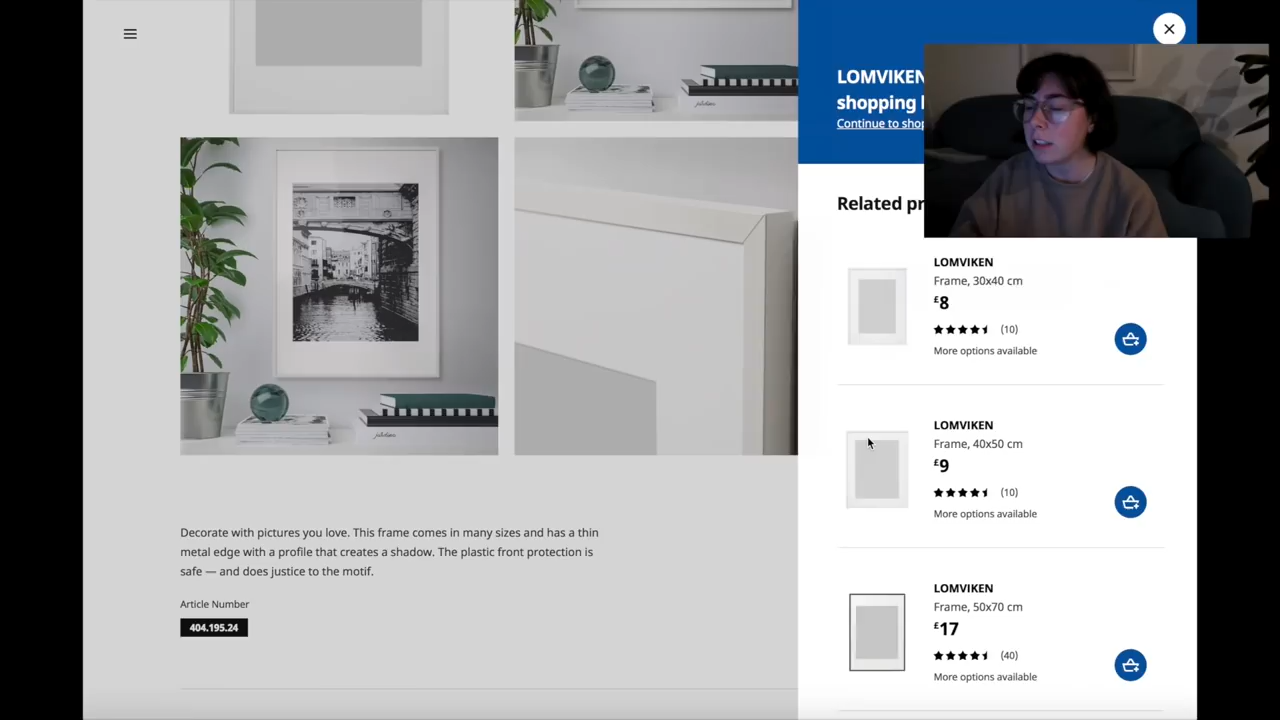 LOMVIKEN
shopping
Continue to shop
Related
LOMVIKEN
Frame, 30x40 cm
£8
(10)
More options available
LOMVIKEN
Frame, 40x50 cm
£9
(10)
More options available
LOMVIKEN
Frame, 50x70 cm
£17
(40)
More options available
Decorate with pictures you love. This frame comes in many sizes and has a thin
metal edge with a profile that creates a shadow. The plastic front protection is
safe — and does justice to the motif.
Article Number
404.195.24